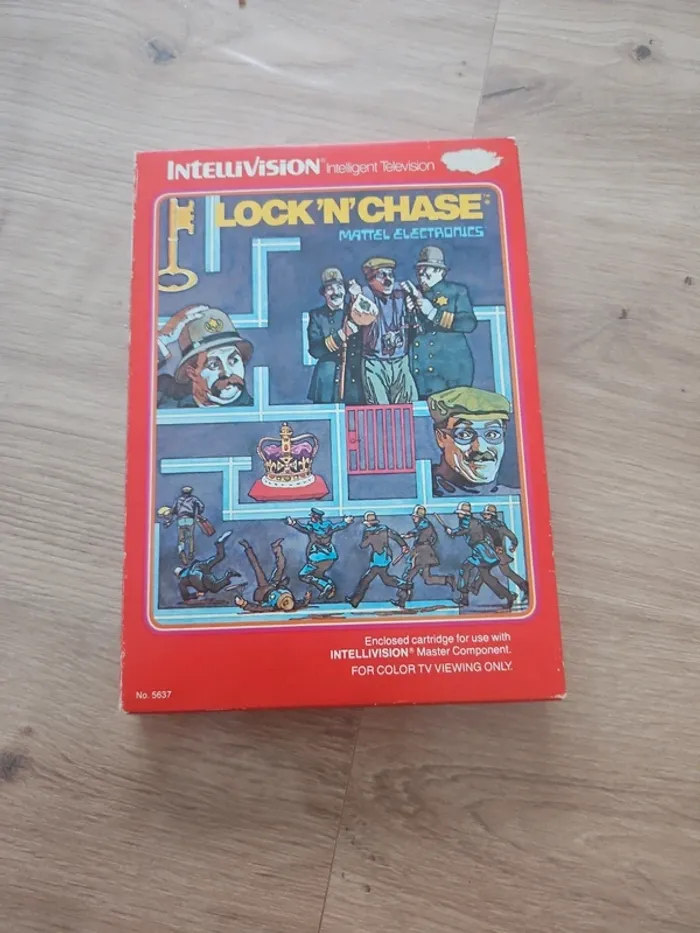 INTELLIVISION® Intelligent Television
LOCK 'N' CHASE™
MATTEL ELECTRONICS
Enclosed cartridge for use with
INTELLIVISION® Master Component.
FOR COLOR TV VIEWING ONLY.
No. 5637